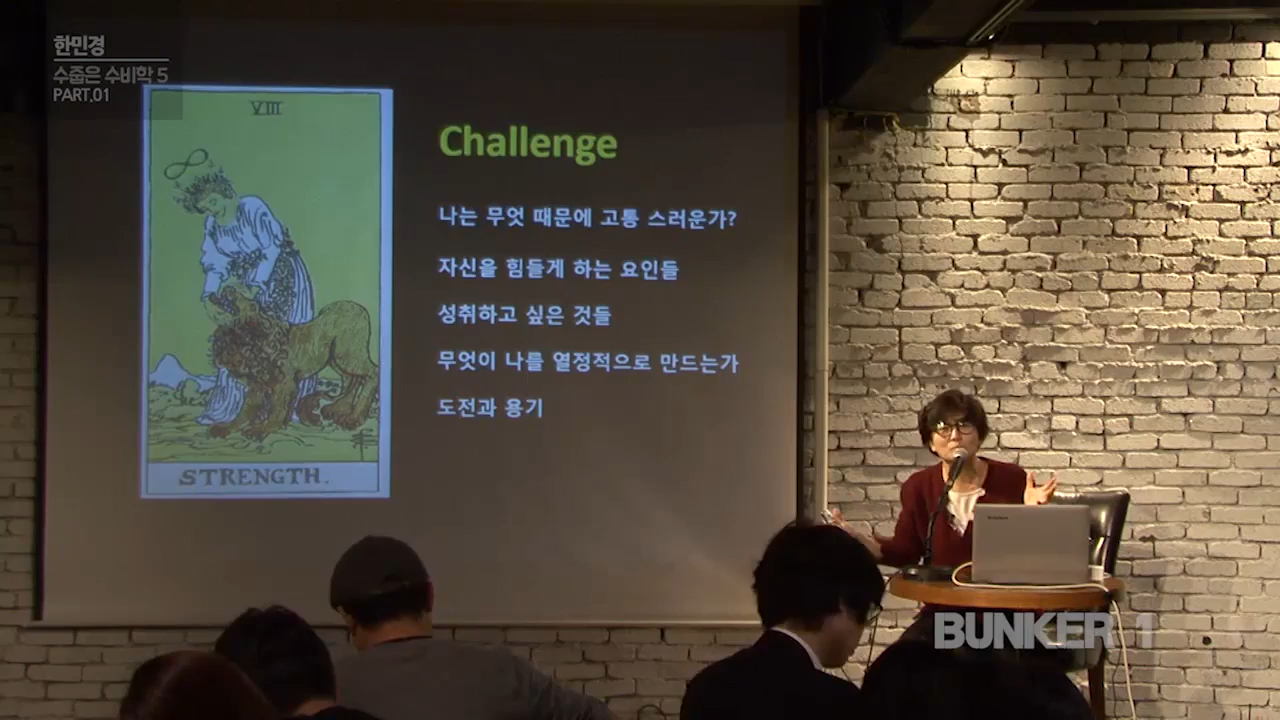 한민경
수줍은 수비학 5
PART.01
VIII
STRENGTH.
Challenge
나는 무엇 때문에 고통 스러운가?
자신을 힘들게 하는 요인들
성취하고 싶은 것들
무엇이 나를 열정적으로 만드는가
도전과 용기
BUNKER 1